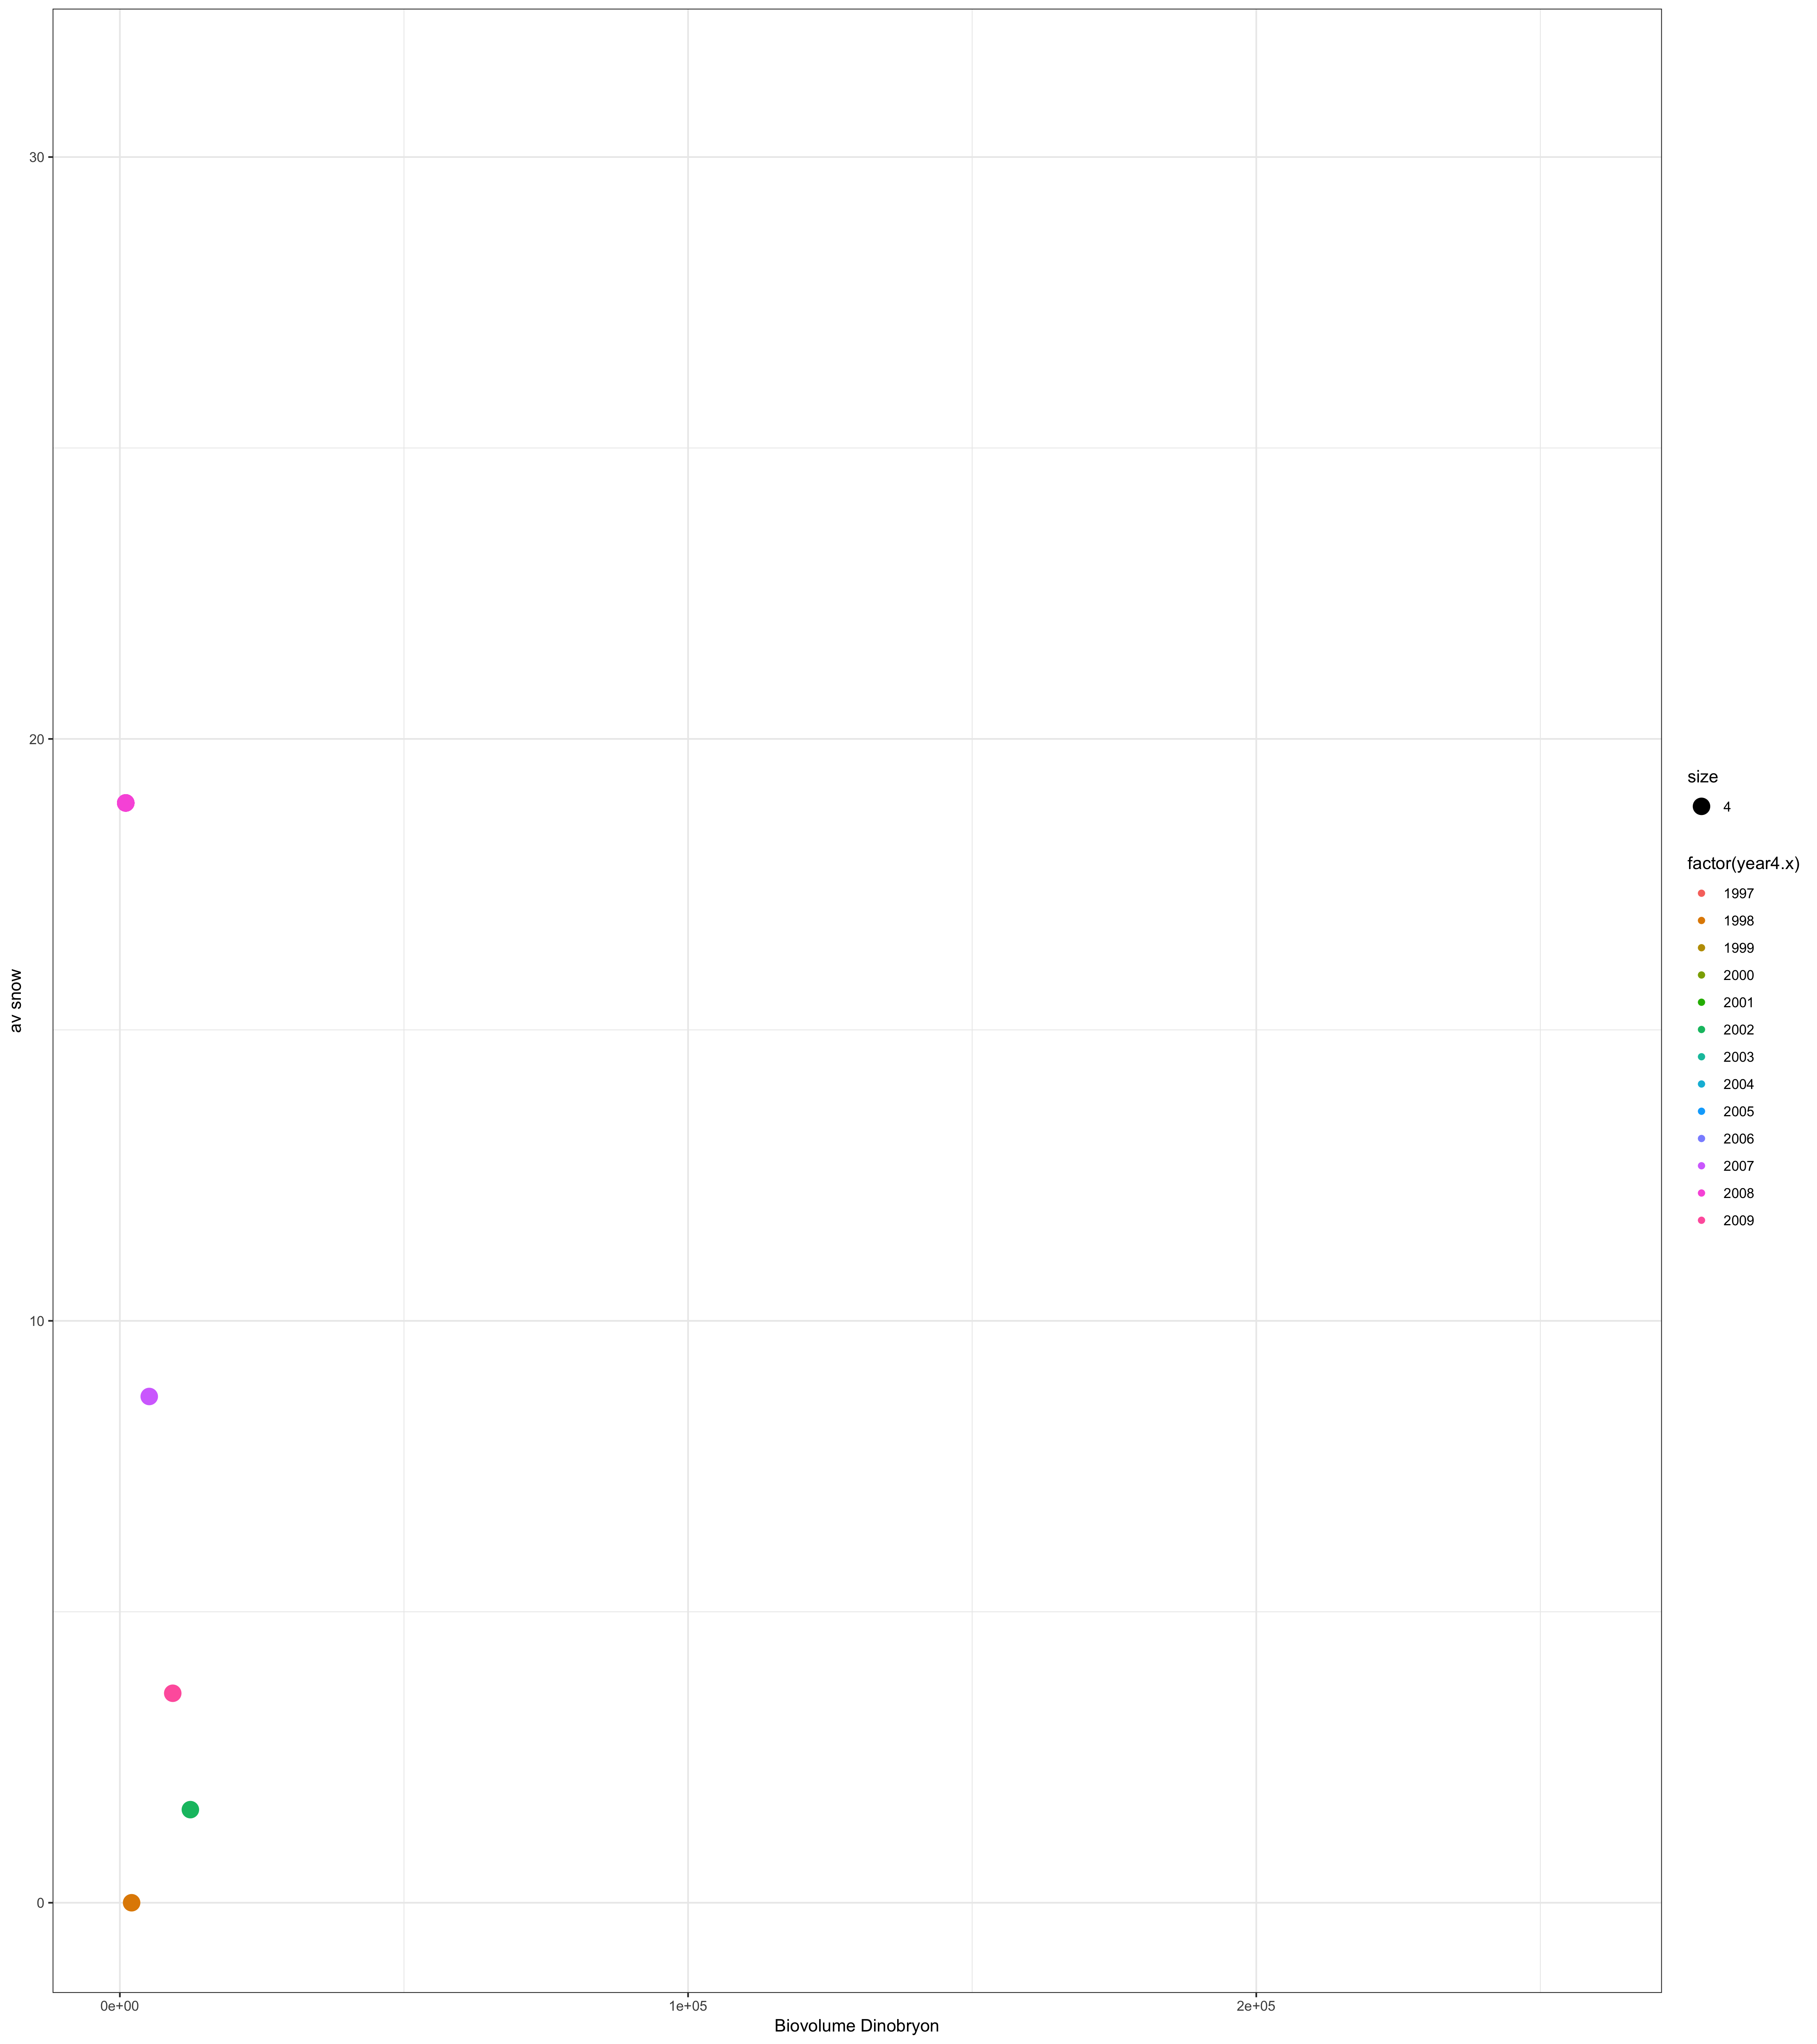 30
20
10
0
av snow
0e+00
1e+05
2e+05
Biovolume Dinobryon
size
4
factor(year4.x)
1997
1998
1999
2000
2001
2002
2003
2004
2005
2006
2007
2008
2009